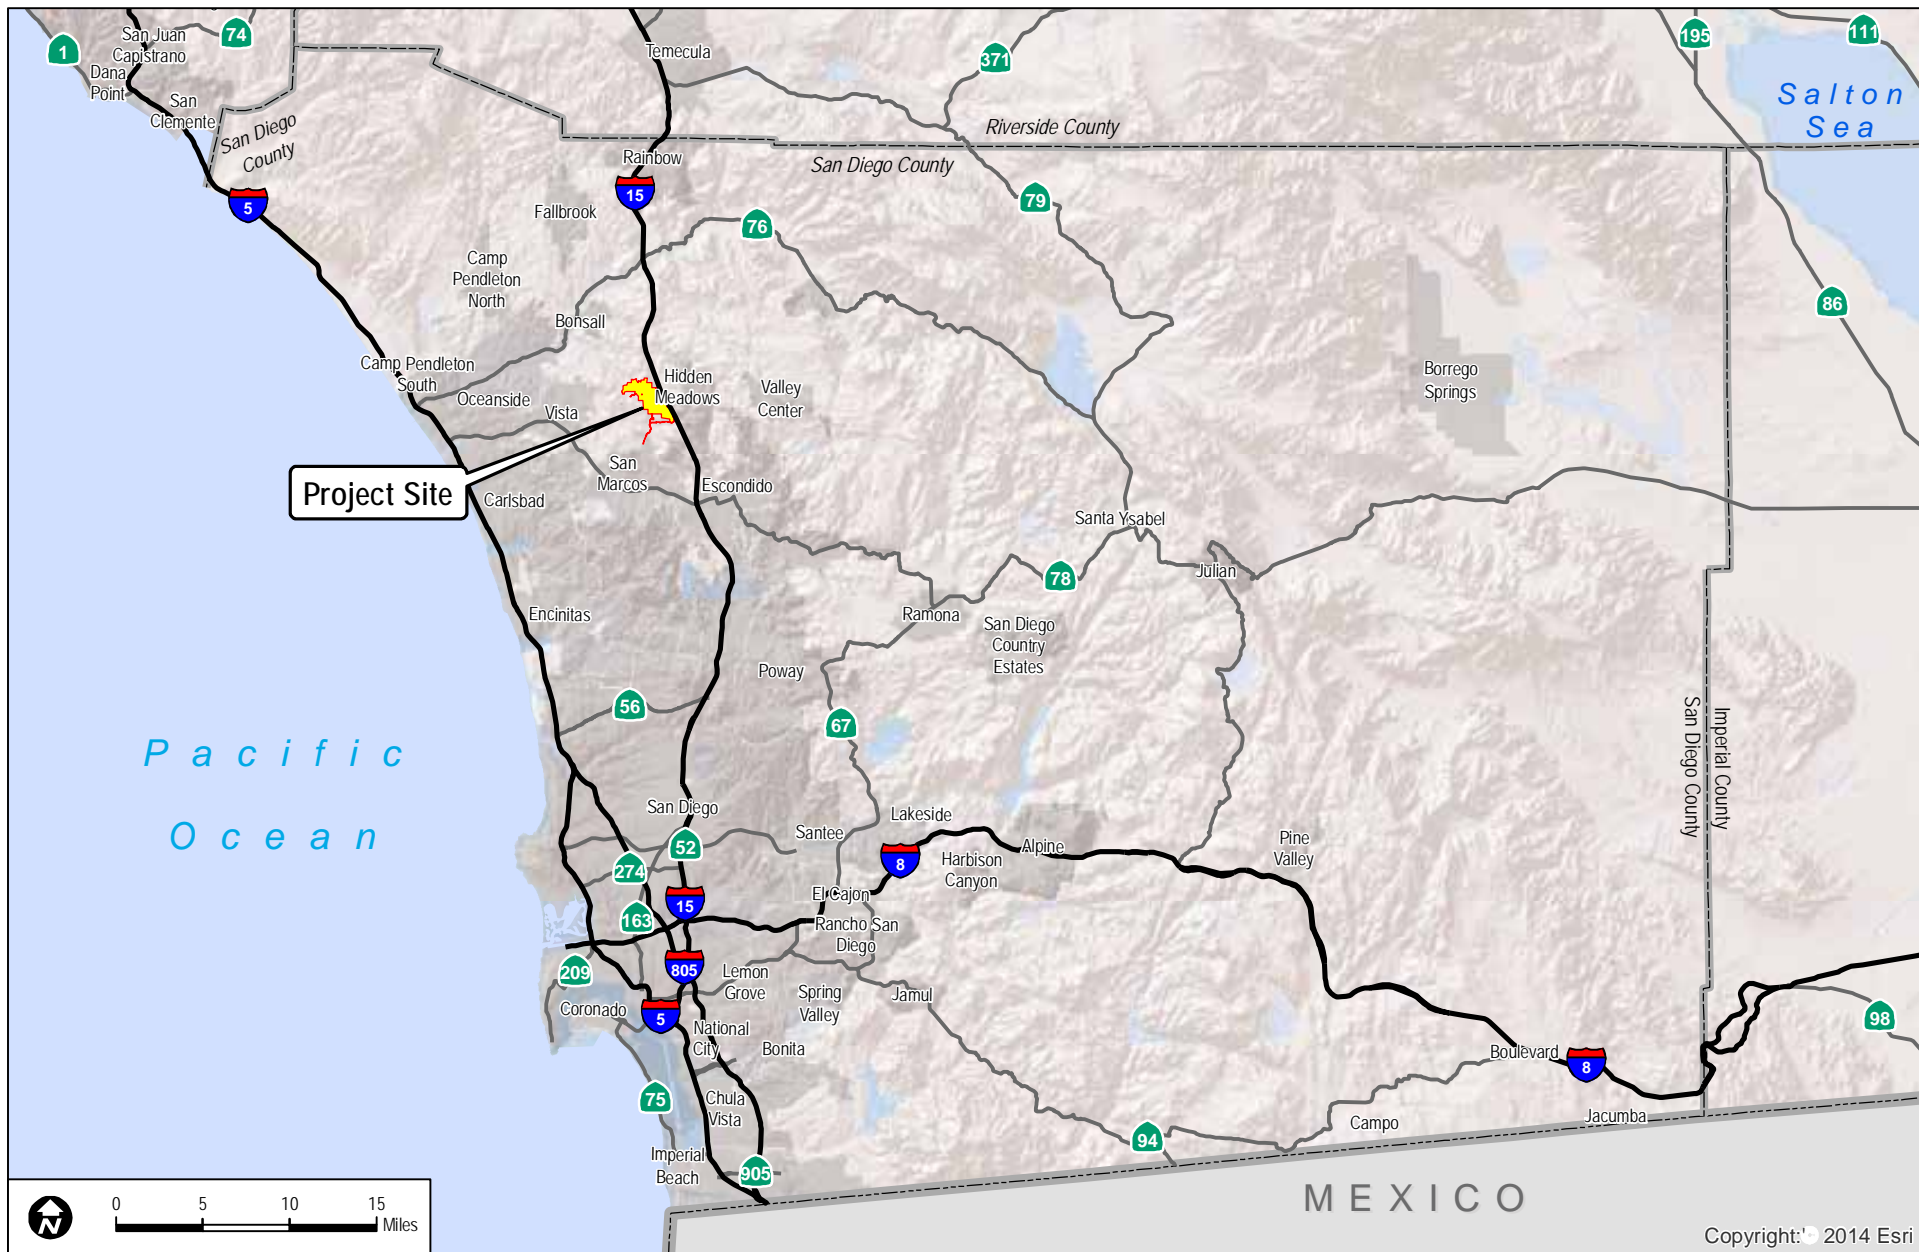 San Juan
Capistrano
74
1
Dana
Point
San
Clemente
San Diego
County
5
Temecula
371
195
111
Salton
Sea
Riverside County
San Diego County
Rainbow
15
Fallbrook
76
79
86
Camp
Pendleton
North
Bonsall
Camp Pendleton
South
Oceanside
Vista
Hidden
Meadows
Valley
Center
Borrego
Springs
Project Site
San
Marcos
Escondido
Carlsbad
Santa Ysabel
78
Julian
Encinitas
Ramona
San Diego
Country
Estates
Poway
56
67
San Diego County
Imperial County
Pacific
Ocean
San Diego
Santee
Lakeside
52
8
Alpine
Harbison
Canyon
Pine
Valley
274
15
El Cajon
163
Rancho San
Diego
805
209
Lemon
Grove
Spring
Valley
Jamul
Coronado
5
National
City
Bonita
98
Boulevard
8
75
Chula
Vista
94
Campo
Jacumba
Imperial
Beach
905
MEXICO
N
0 5 10 15
Miles
Copyright: 2014 Esri